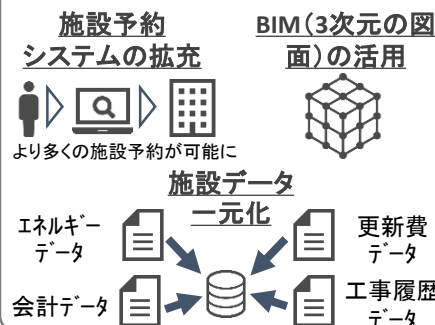 施設予約
システムの拡充
より多くの施設予約が可能に
BIM（3次元の図
面）の活用
施設データ
一元化
エネルギー
データ
会計データ
更新費
データ
工事履歴
データ